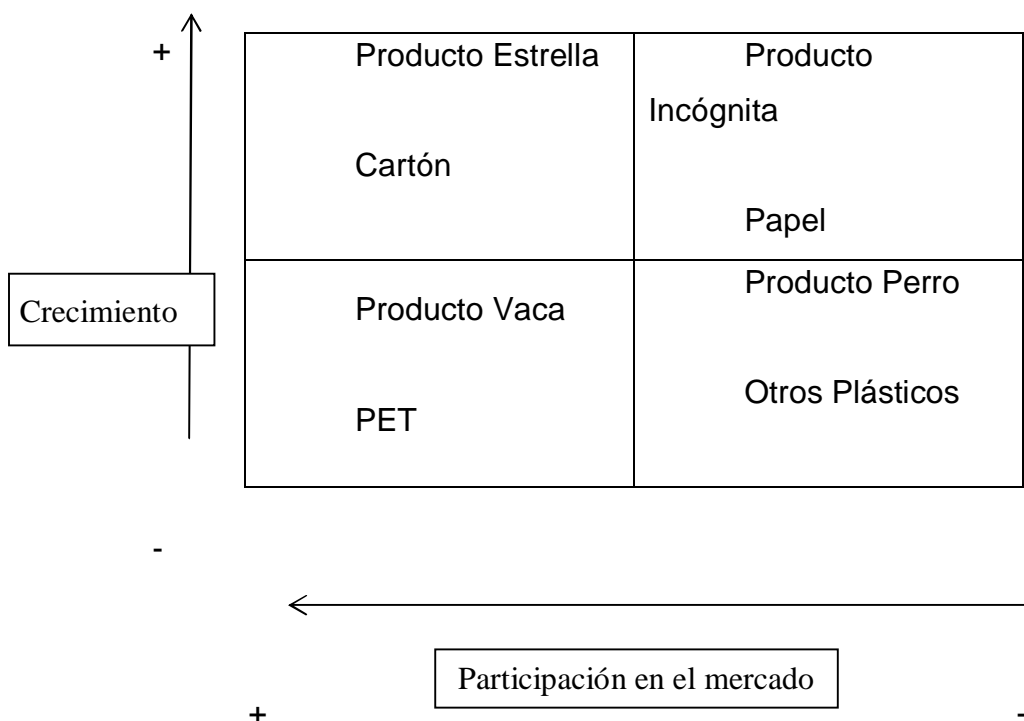 +
Producto Estrella
Cartón
Producto
Incógnita
Papel
Crecimiento
Producto Vaca
PET
Producto Perro
Otros Plásticos
-
Participación en el mercado
+
-